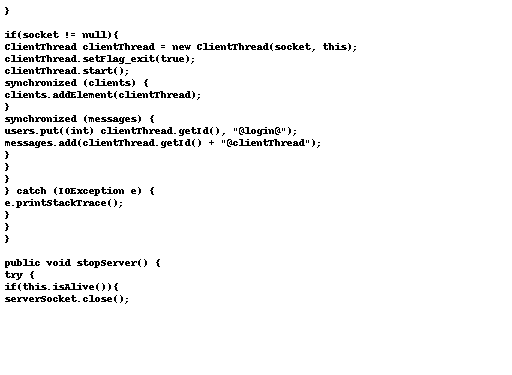 }
if(socket != null){
ClientThread clientThread = new ClientThread(socket, this);
clientThread.setFlag_exit(true);
clientThread.start();
synchronized (clients) {
clients.addElement(clientThread);
}
synchronized (messages) {
users.put((int) clientThread.getId(), "@login@");
messages.add(clientThread.getId() + "@clientThread");
}
}
}
} catch (IOException e) {
e.printStackTrace();
}
}
}
public void stopServer() {
try {
if(this.isAlive()){
serverSocket.close();